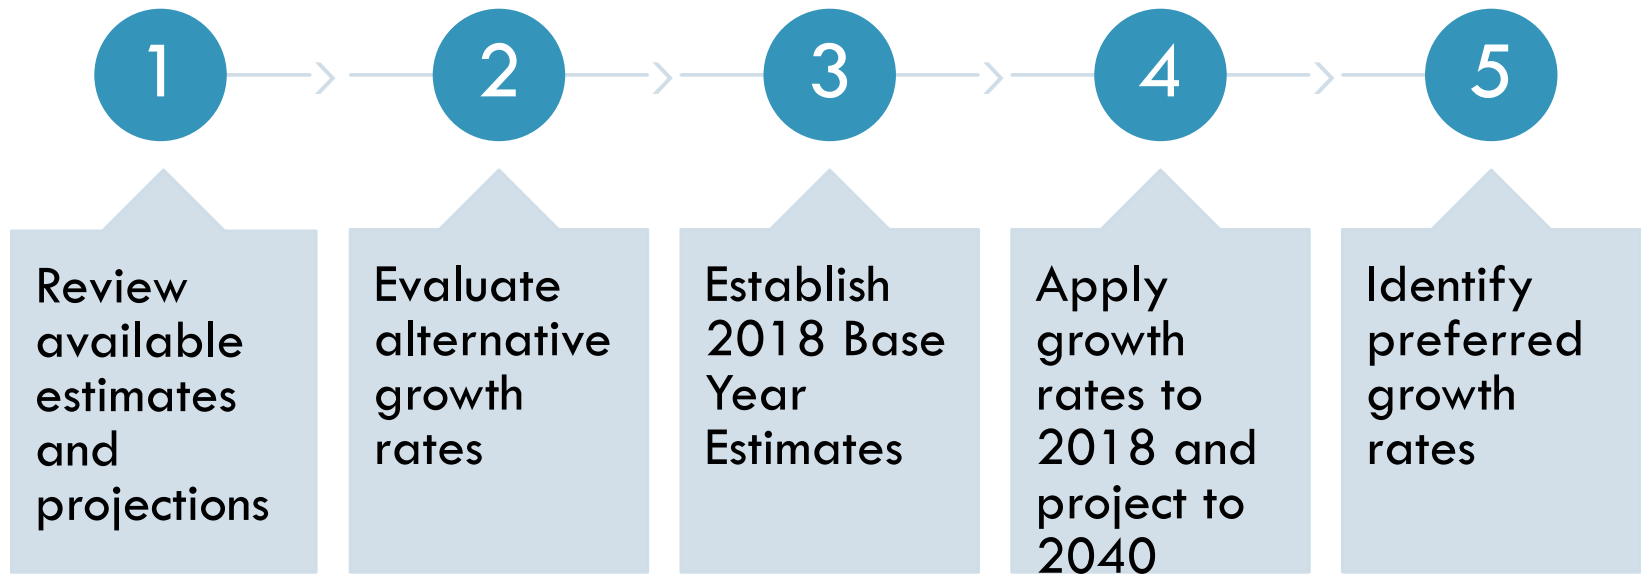 1
2
3
4
5
Review
available
estimates
and
projections
Evaluate
alternative
growth
rates
Establish
2018 Base
Year
Estimates
Apply
growth
rates to
2018 and
project to
2040
Identify
preferred
growth
rates